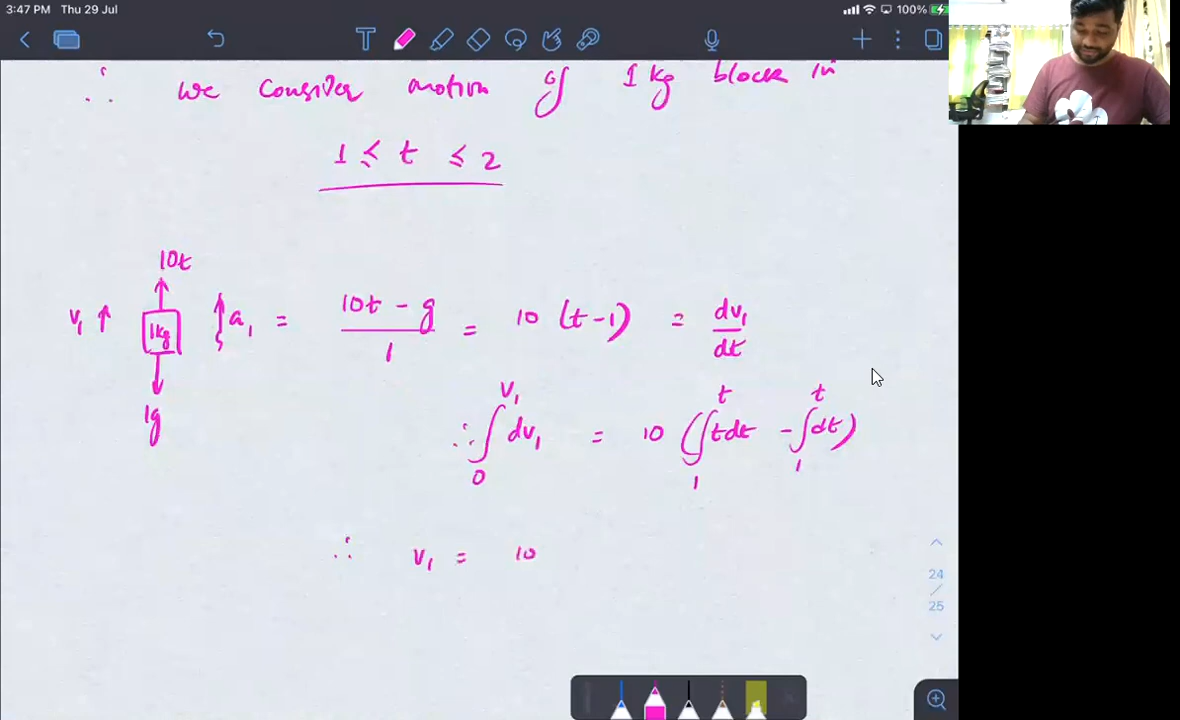 3:47 PM Thu 29 Jul
100%
T
∴ we consider motion of 1 kg block in
1 ≤ t ≤ 2
10t
v₁ ↑ 1kg ↑ a₁ = (10t - g)/1 = 10 (t-1) = dv₁/dt
1g
∴ ∫₀^v₁ dv₁ = 10 (∫₁^t tdt - ∫₁^t dt)
∴ v₁ = 10
24
/
25